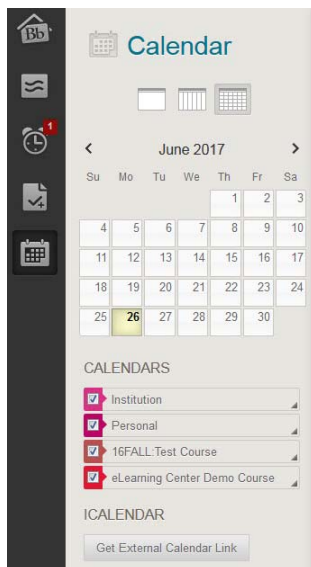 Bb
Calendar
1
June 2017
Su Mo Tu We Th Fr Sa
1 2 3
4 5 6 7 8 9 10
11 12 13 14 15 16 17
18 19 20 21 22 23 24
25 26 27 28 29 30
CALENDARS
Institution
Personal
16FALL:Test Course
eLearning Center Demo Course
ICALENDAR
Get External Calendar Link